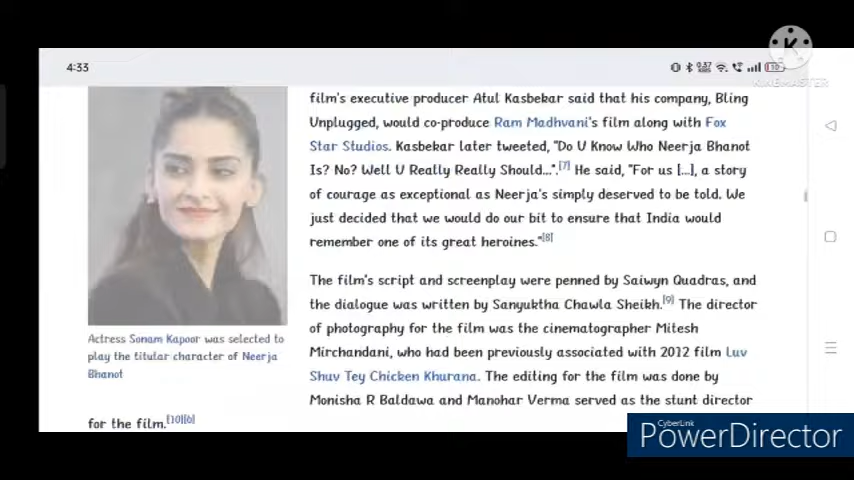 4:33
KINEMASTER
film's executive producer Atul Kasbekar said that his company, Bling
Unplugged, would co-produce Ram Madhvani's film along with Fox
Star Studios. Kasbekar later tweeted, "Do U Know Who Neerja Bhanot
Is? No? Well U Really Really Should...".[7] He said, "For us [...], a story
of courage as exceptional as Neerja's simply deserved to be told. We
just decided that we would do our bit to ensure that India would
remember one of its great heroines."[8]
The film's script and screenplay were penned by Saiwyn Quadras, and
the dialogue was written by Sanyuktha Chawla Sheikh.[9] The director
of photography for the film was the cinematographer Mitesh
Mirchandani, who had been previously associated with 2012 film Luv
Shuv Tey Chicken Khurana. The editing for the film was done by
Monisha R Baldawa and Manohar Verma served as the stunt director
for the film.[10][6]
Actress Sonam Kapoor was selected to
play the titular character of Neerja
Bhanot
CyberLink
PowerDirector